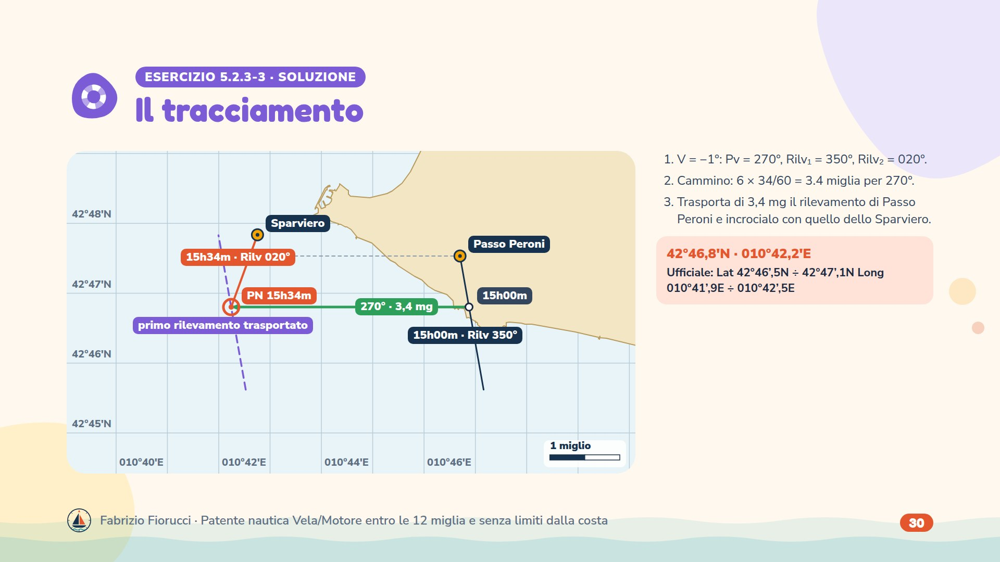 ESERCIZIO 5.2.3-3 · SOLUZIONE
Il tracciamento
42°48'N
42°47'N
42°46'N
42°45'N
010°40'E
010°42'E
010°44'E
010°46'E
Sparviero
Passo Peroni
15h34m · Rilv 020°
PN 15h34m
15h00m
270° · 3,4 mg
primo rilevamento trasportato
15h00m · Rilv 350°
1 miglio
1. V = −1°: Pv = 270°, Rilv₁ = 350°, Rilv₂ = 020°.
2. Cammino: 6 × 34/60 = 3.4 miglia per 270°.
3. Trasporta di 3,4 mg il rilevamento di Passo
Peroni e incrocialo con quello dello Sparviero.
42°46,8'N · 010°42,2'E
Ufficiale: Lat 42°46’,5N ÷ 42°47’,1N Long
010°41’,9E ÷ 010°42’,5E
Fabrizio Fiorucci · Patente nautica Vela/Motore entro le 12 miglia e senza limiti dalla costa
30